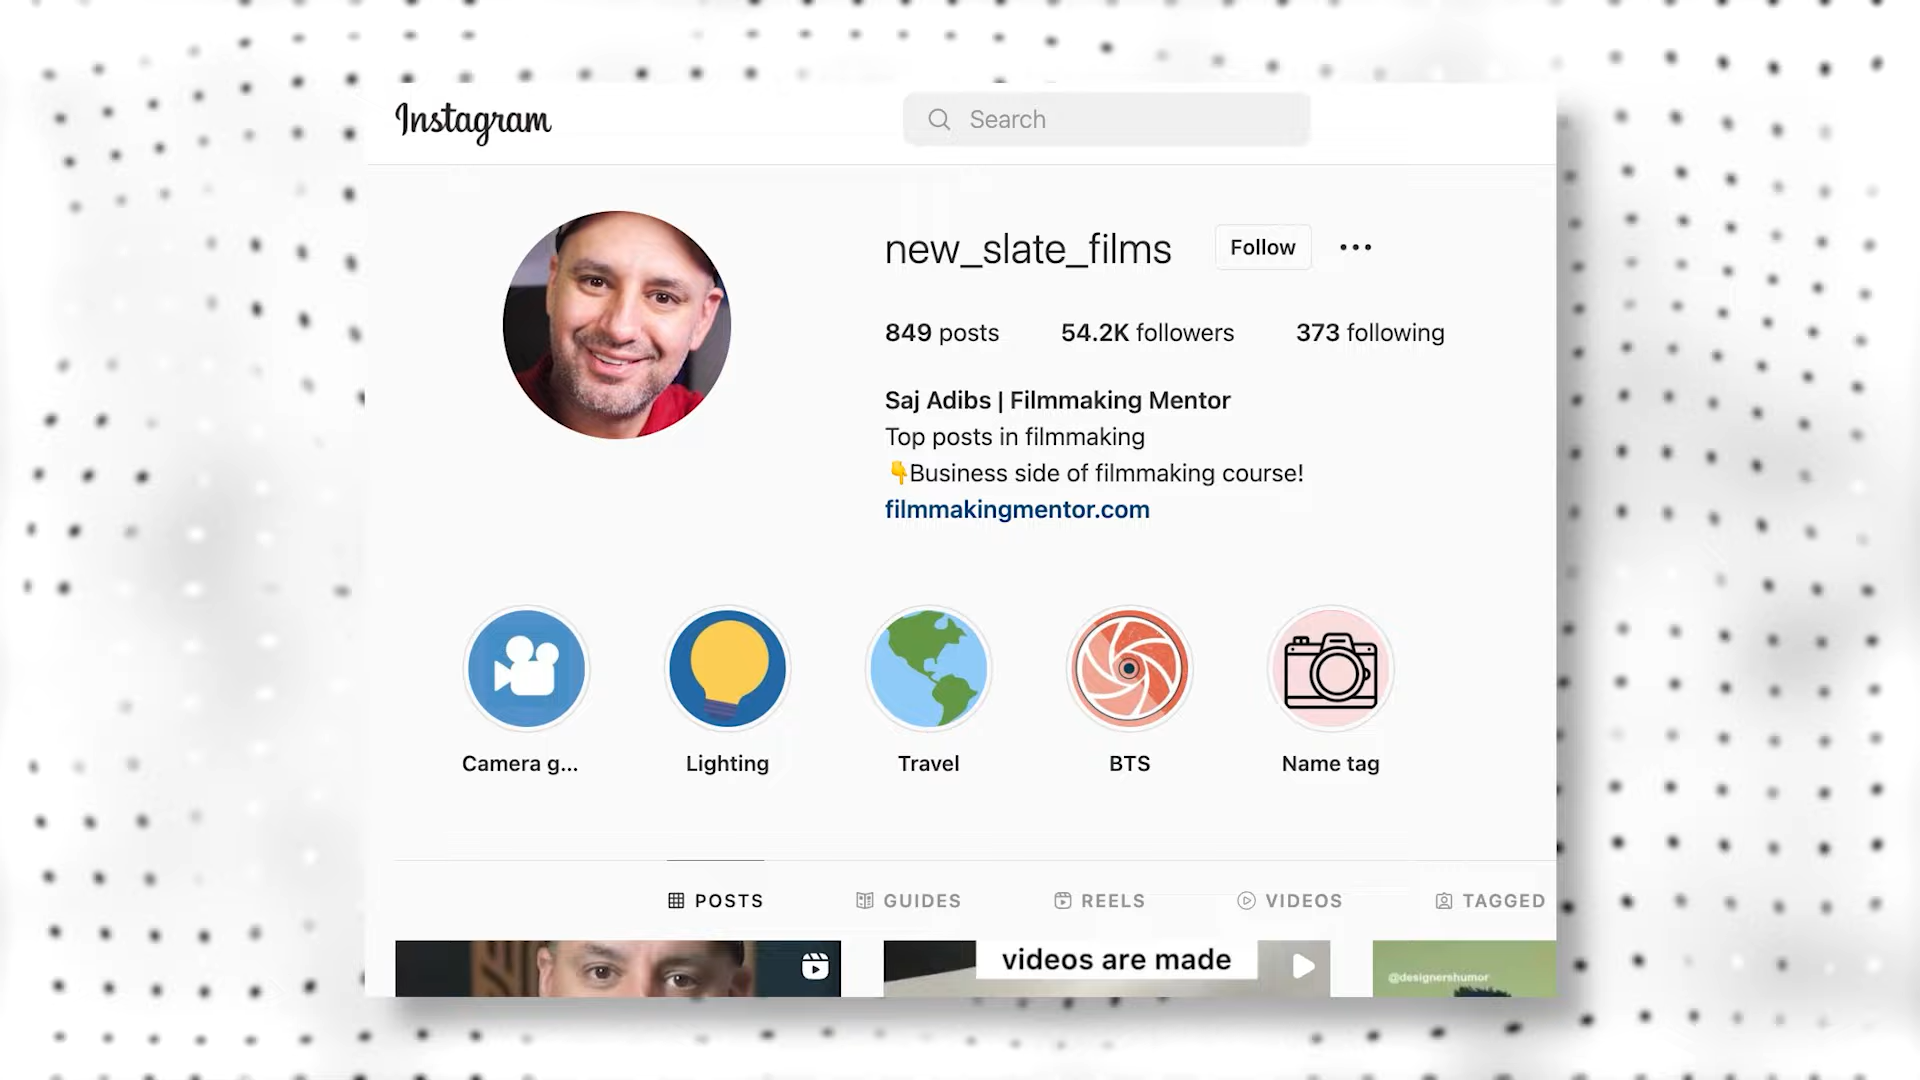 Instagram
Search
new_slate_films
Follow
849 posts
54.2K followers
373 following
Saj Adibs | Filmmaking Mentor
Top posts in filmmaking
👇Business side of filmmaking course!
filmmakingmentor.com
Camera g...
Lighting
Travel
BTS
Name tag
POSTS
GUIDES
REELS
VIDEOS
TAGGED
videos are made
@designershumor